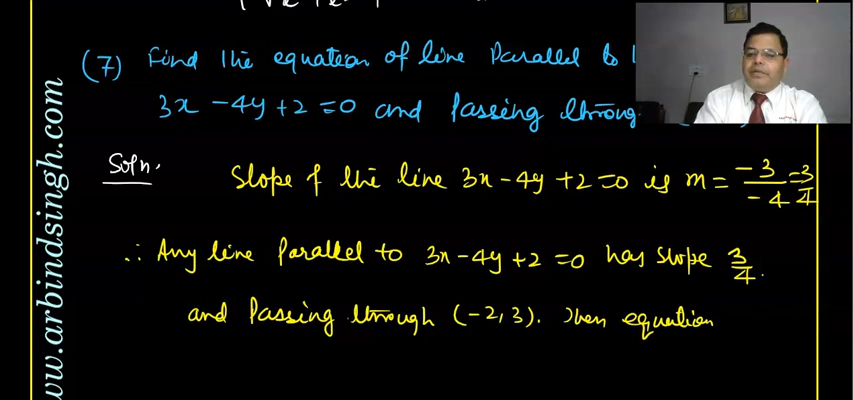 (7) Find the equation of line Parallel to
3x - 4y + 2 = 0 and Passing through
Soln.
Slope of the line 3x - 4y + 2 = 0 is m = -3/-4 = 3/4
∴ Any line Parallel to 3x - 4y + 2 = 0 has slope 3/4.
and Passing through (-2, 3). Then equation
www.arbindsingh.com